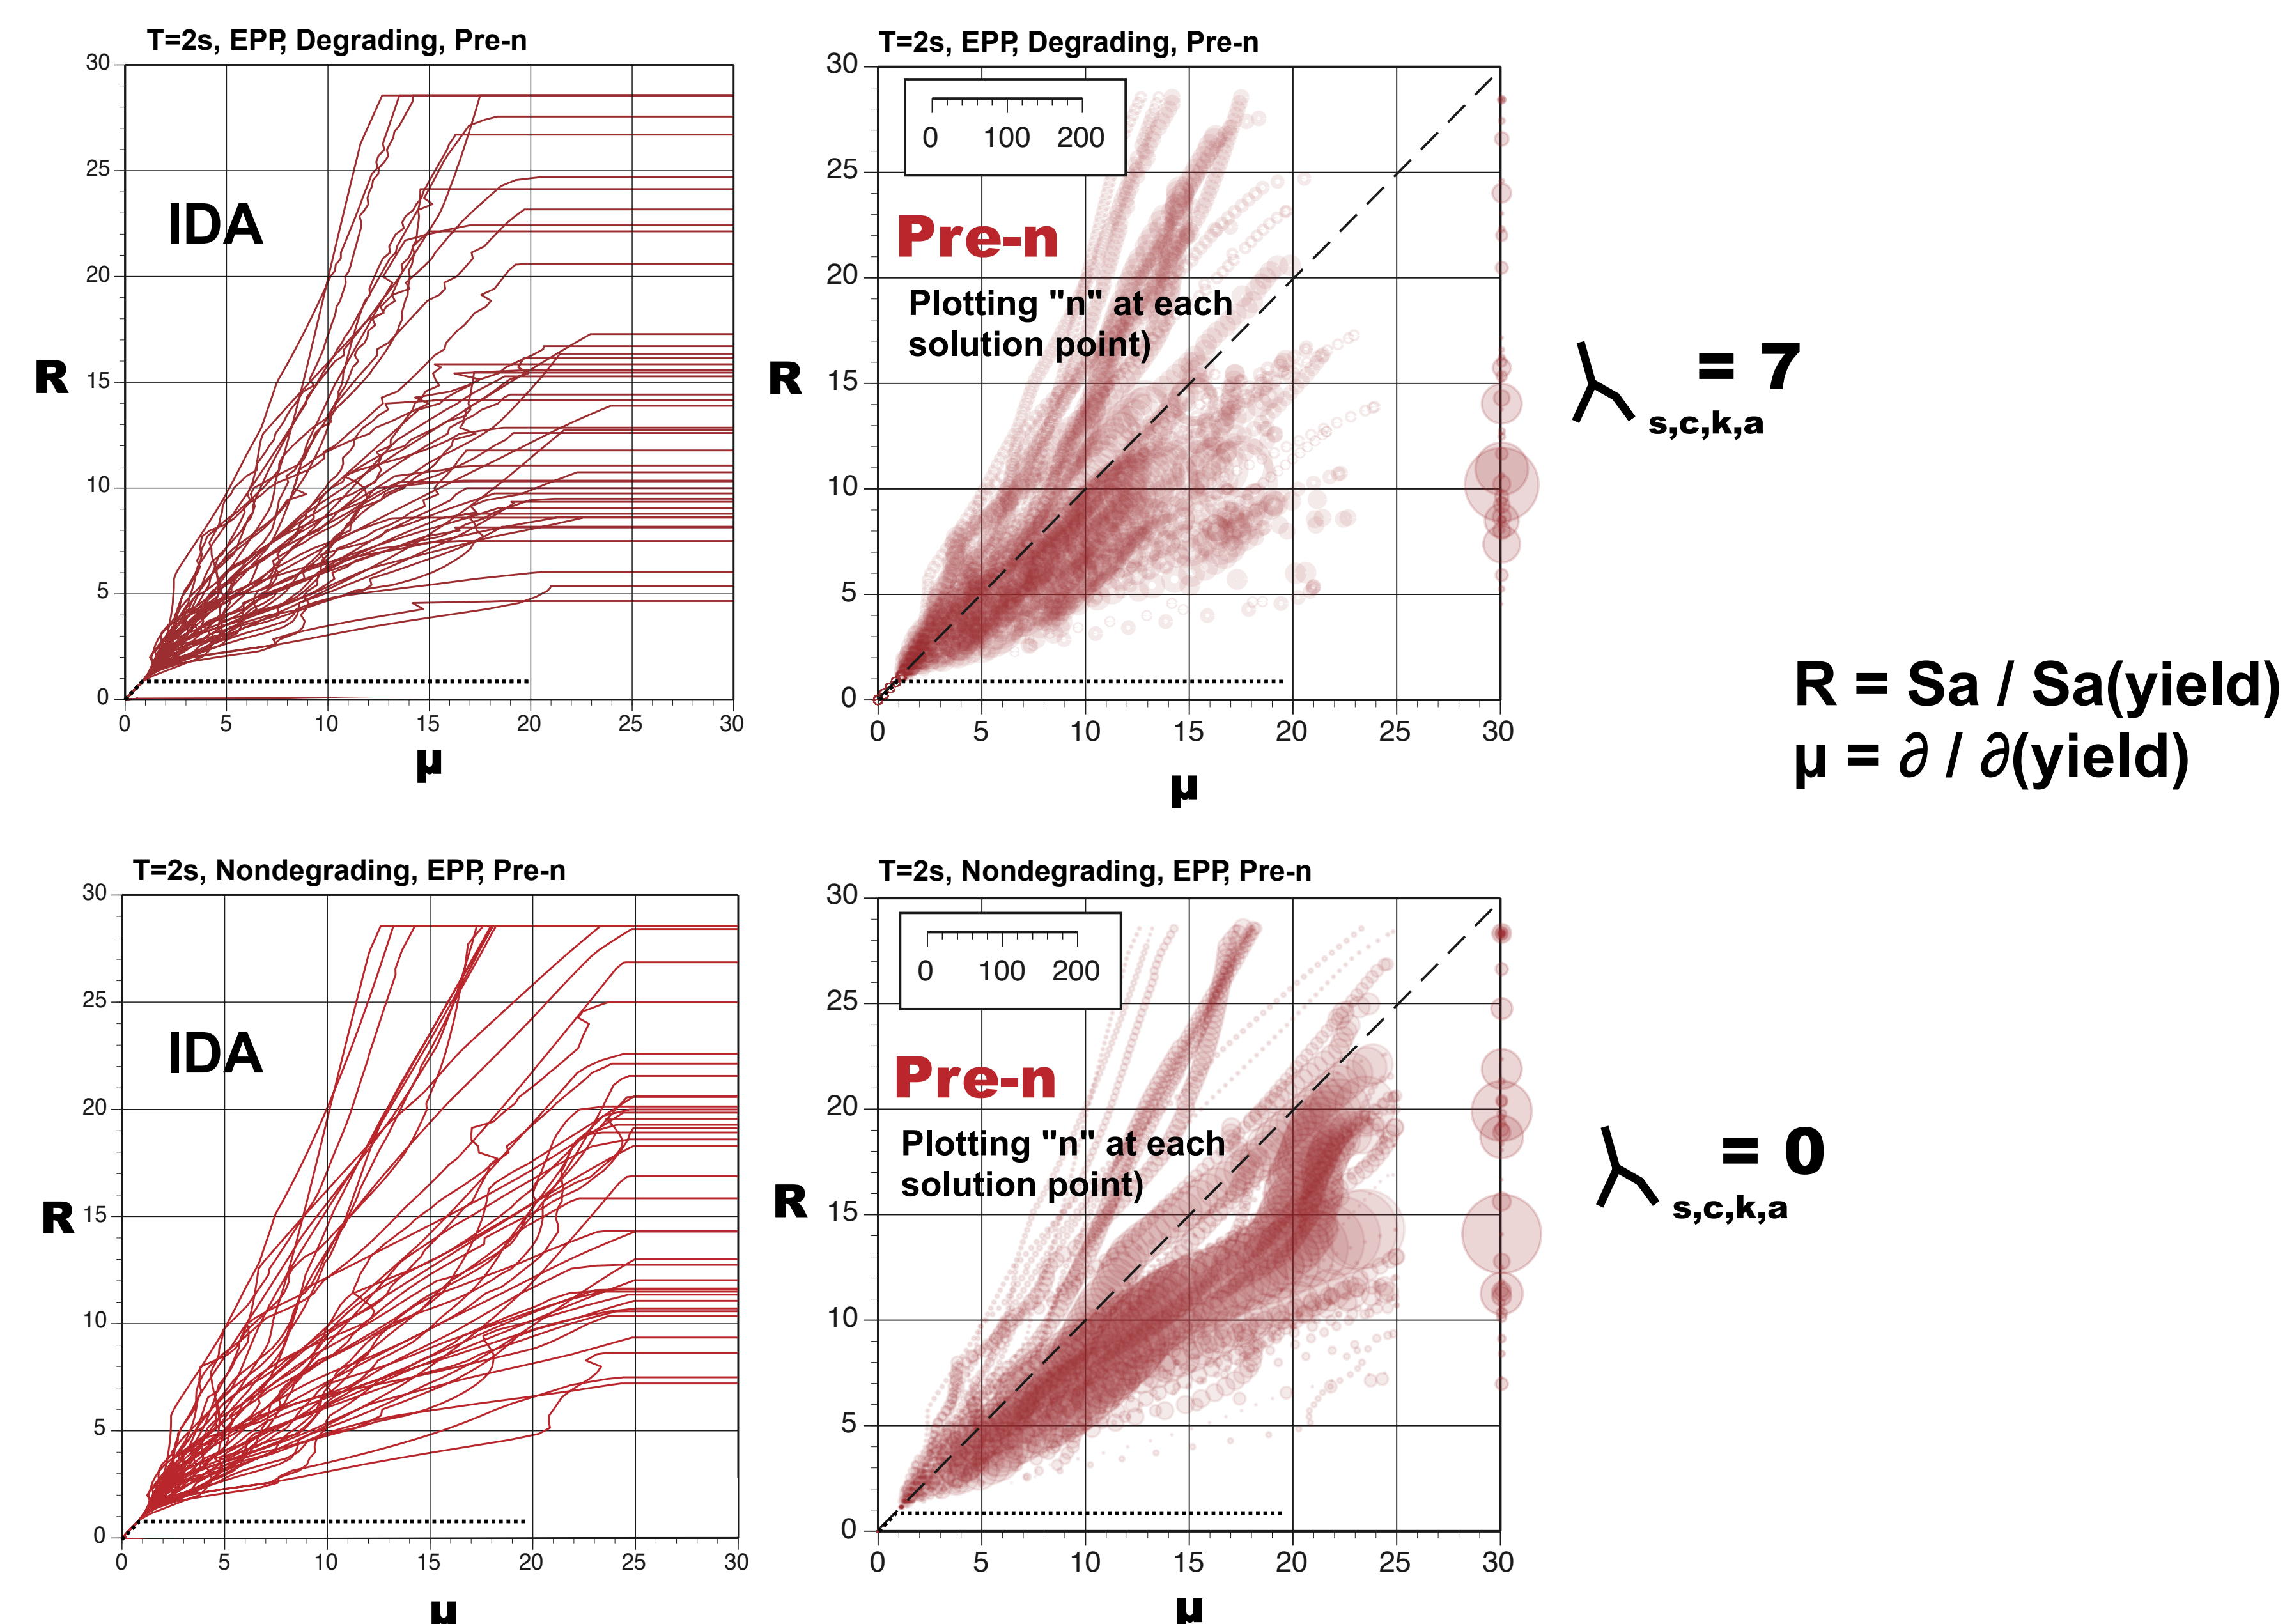 T=2s, EPP, Degrading, Pre-n
30
25
20
15
10
5
0
IDA
R
0 5 10 15 20 25 30
µ
T=2s, EPP, Degrading, Pre-n
30
25
20
15
10
5
0
0 100 200
Pre-n
Plotting "n" at each
solution point)
R
0 5 10 15 20 25 30
µ
λ s,c,k,a = 7
R = Sa / Sa(yield)
µ = ∂ / ∂(yield)
T=2s, Nondegrading, EPP, Pre-n
30
25
20
15
10
5
0
IDA
R
0 5 10 15 20 25 30
µ
T=2s, Nondegrading, EPP, Pre-n
30
25
20
15
10
5
0
0 100 200
Pre-n
Plotting "n" at each
solution point)
R
0 5 10 15 20 25 30
µ
λ s,c,k,a = 0